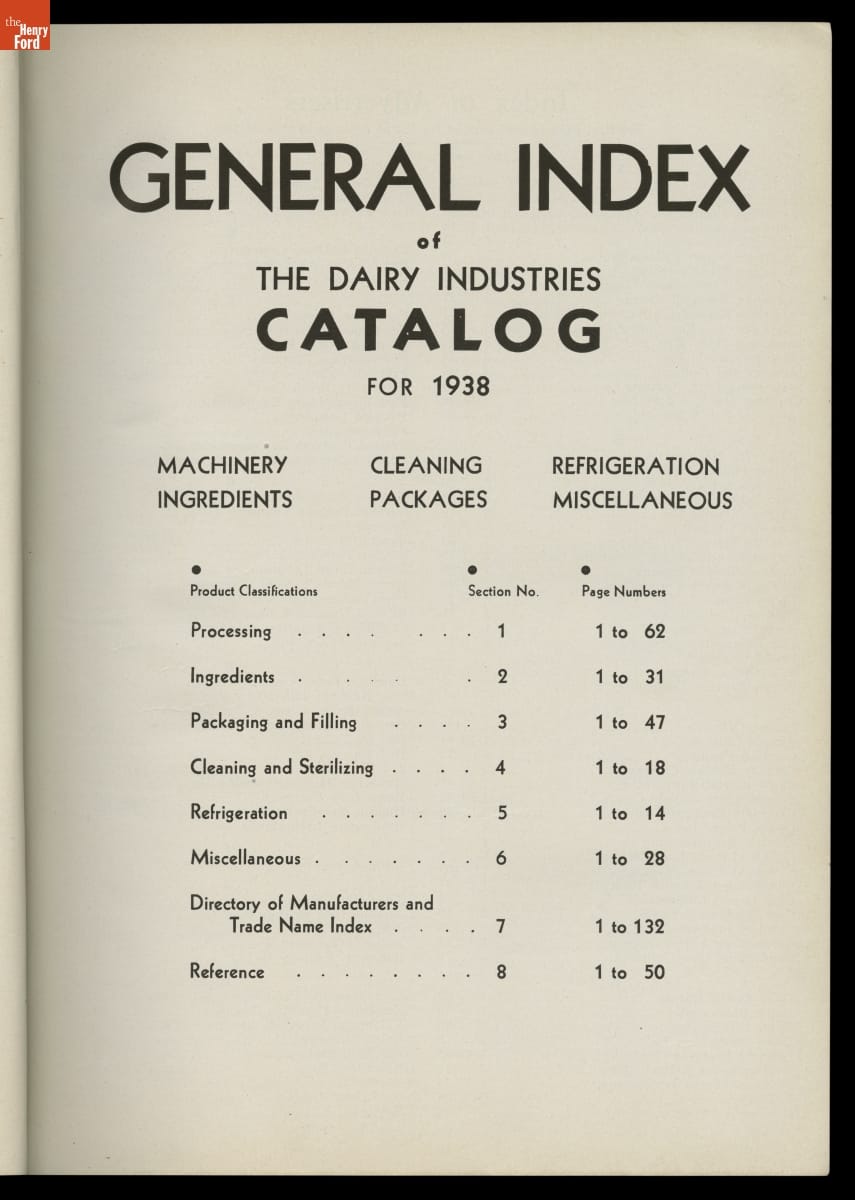 the
Henry
Ford
GENERAL INDEX
of
THE DAIRY INDUSTRIES
CATALOG
FOR 1938
MACHINERY CLEANING REFRIGERATION
INGREDIENTS PACKAGES MISCELLANEOUS
Product Classifications Section No. Page Numbers
Processing . . . . . . . 1 1 to 62
Ingredients . . . . . 2 1 to 31
Packaging and Filling . . . . 3 1 to 47
Cleaning and Sterilizing . . . . 4 1 to 18
Refrigeration . . . . . . . 5 1 to 14
Miscellaneous . . . . . . . 6 1 to 28
Directory of Manufacturers and
Trade Name Index . . . . 7 1 to 132
Reference . . . . . . . . 8 1 to 50